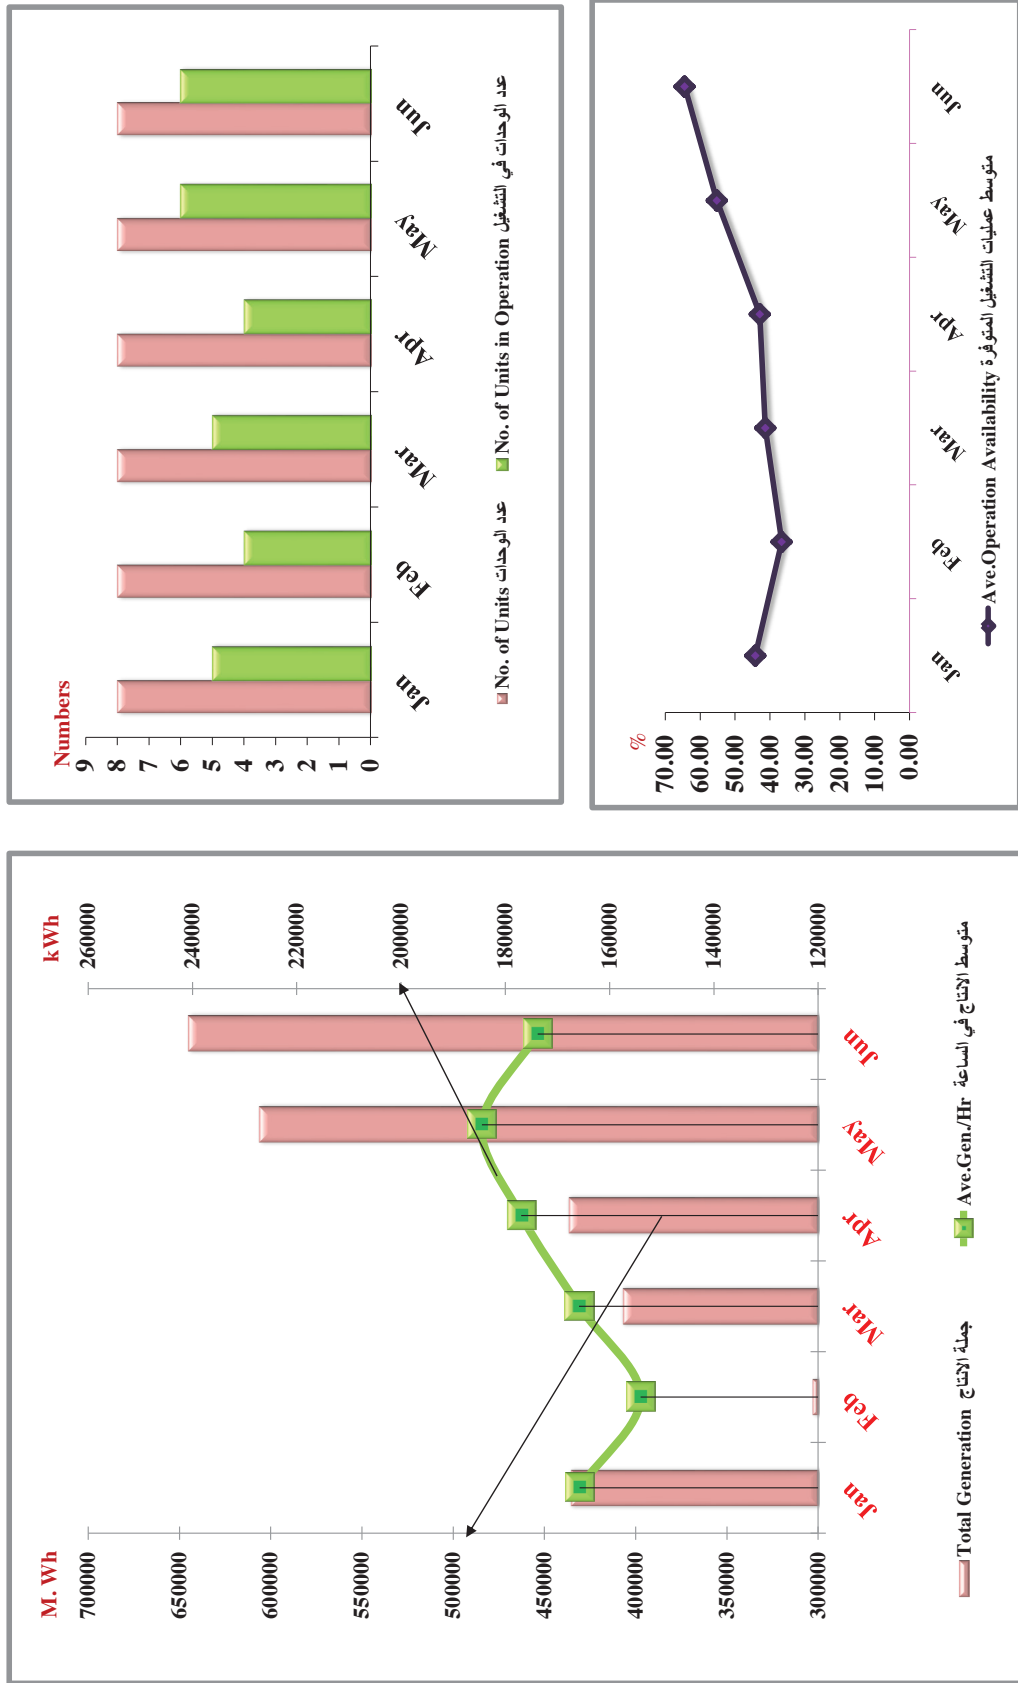 M. Wh
kWh
700000
650000
600000
550000
500000
450000
400000
350000
300000
260000
240000
220000
200000
180000
160000
140000
120000
Jan
Feb
Mar
Apr
May
Jun
Total Generation جملة الانتاج
Ave.Gen./Hr متوسط الانتاج في الساعة
Numbers
9
8
7
6
5
4
3
2
1
0
Jan
Feb
Mar
Apr
May
Jun
No. of Units عدد الوحدات
No. of Units in Operation عدد الوحدات في التشغيل
%
70.00
60.00
50.00
40.00
30.00
20.00
10.00
0.00
Jan
Feb
Mar
Apr
May
Jun
Ave.Operation Availability متوسط عمليات التشغيل المتوفرة